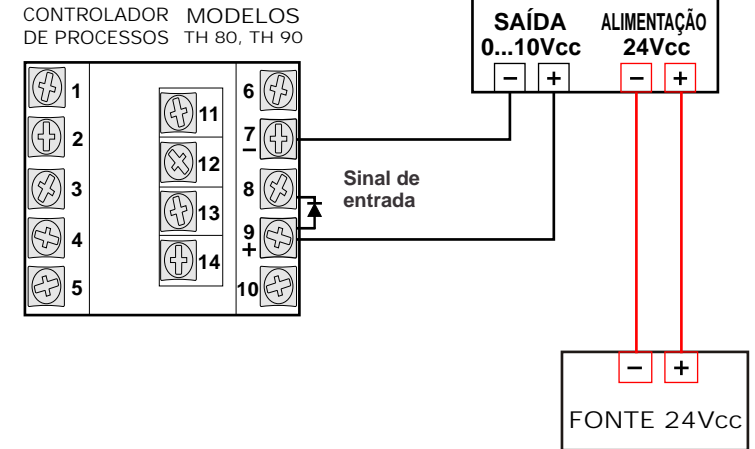 CONTROLADOR MODELOS
DE PROCESSOS TH 80, TH 90
SAÍDA
0...10Vcc
ALIMENTAÇÃO
24Vcc
– +
– +
1
2
3
4
5
11
12
13
14
6
7
–
8
9
+
10
Sinal de
entrada
– +
FONTE 24Vcc